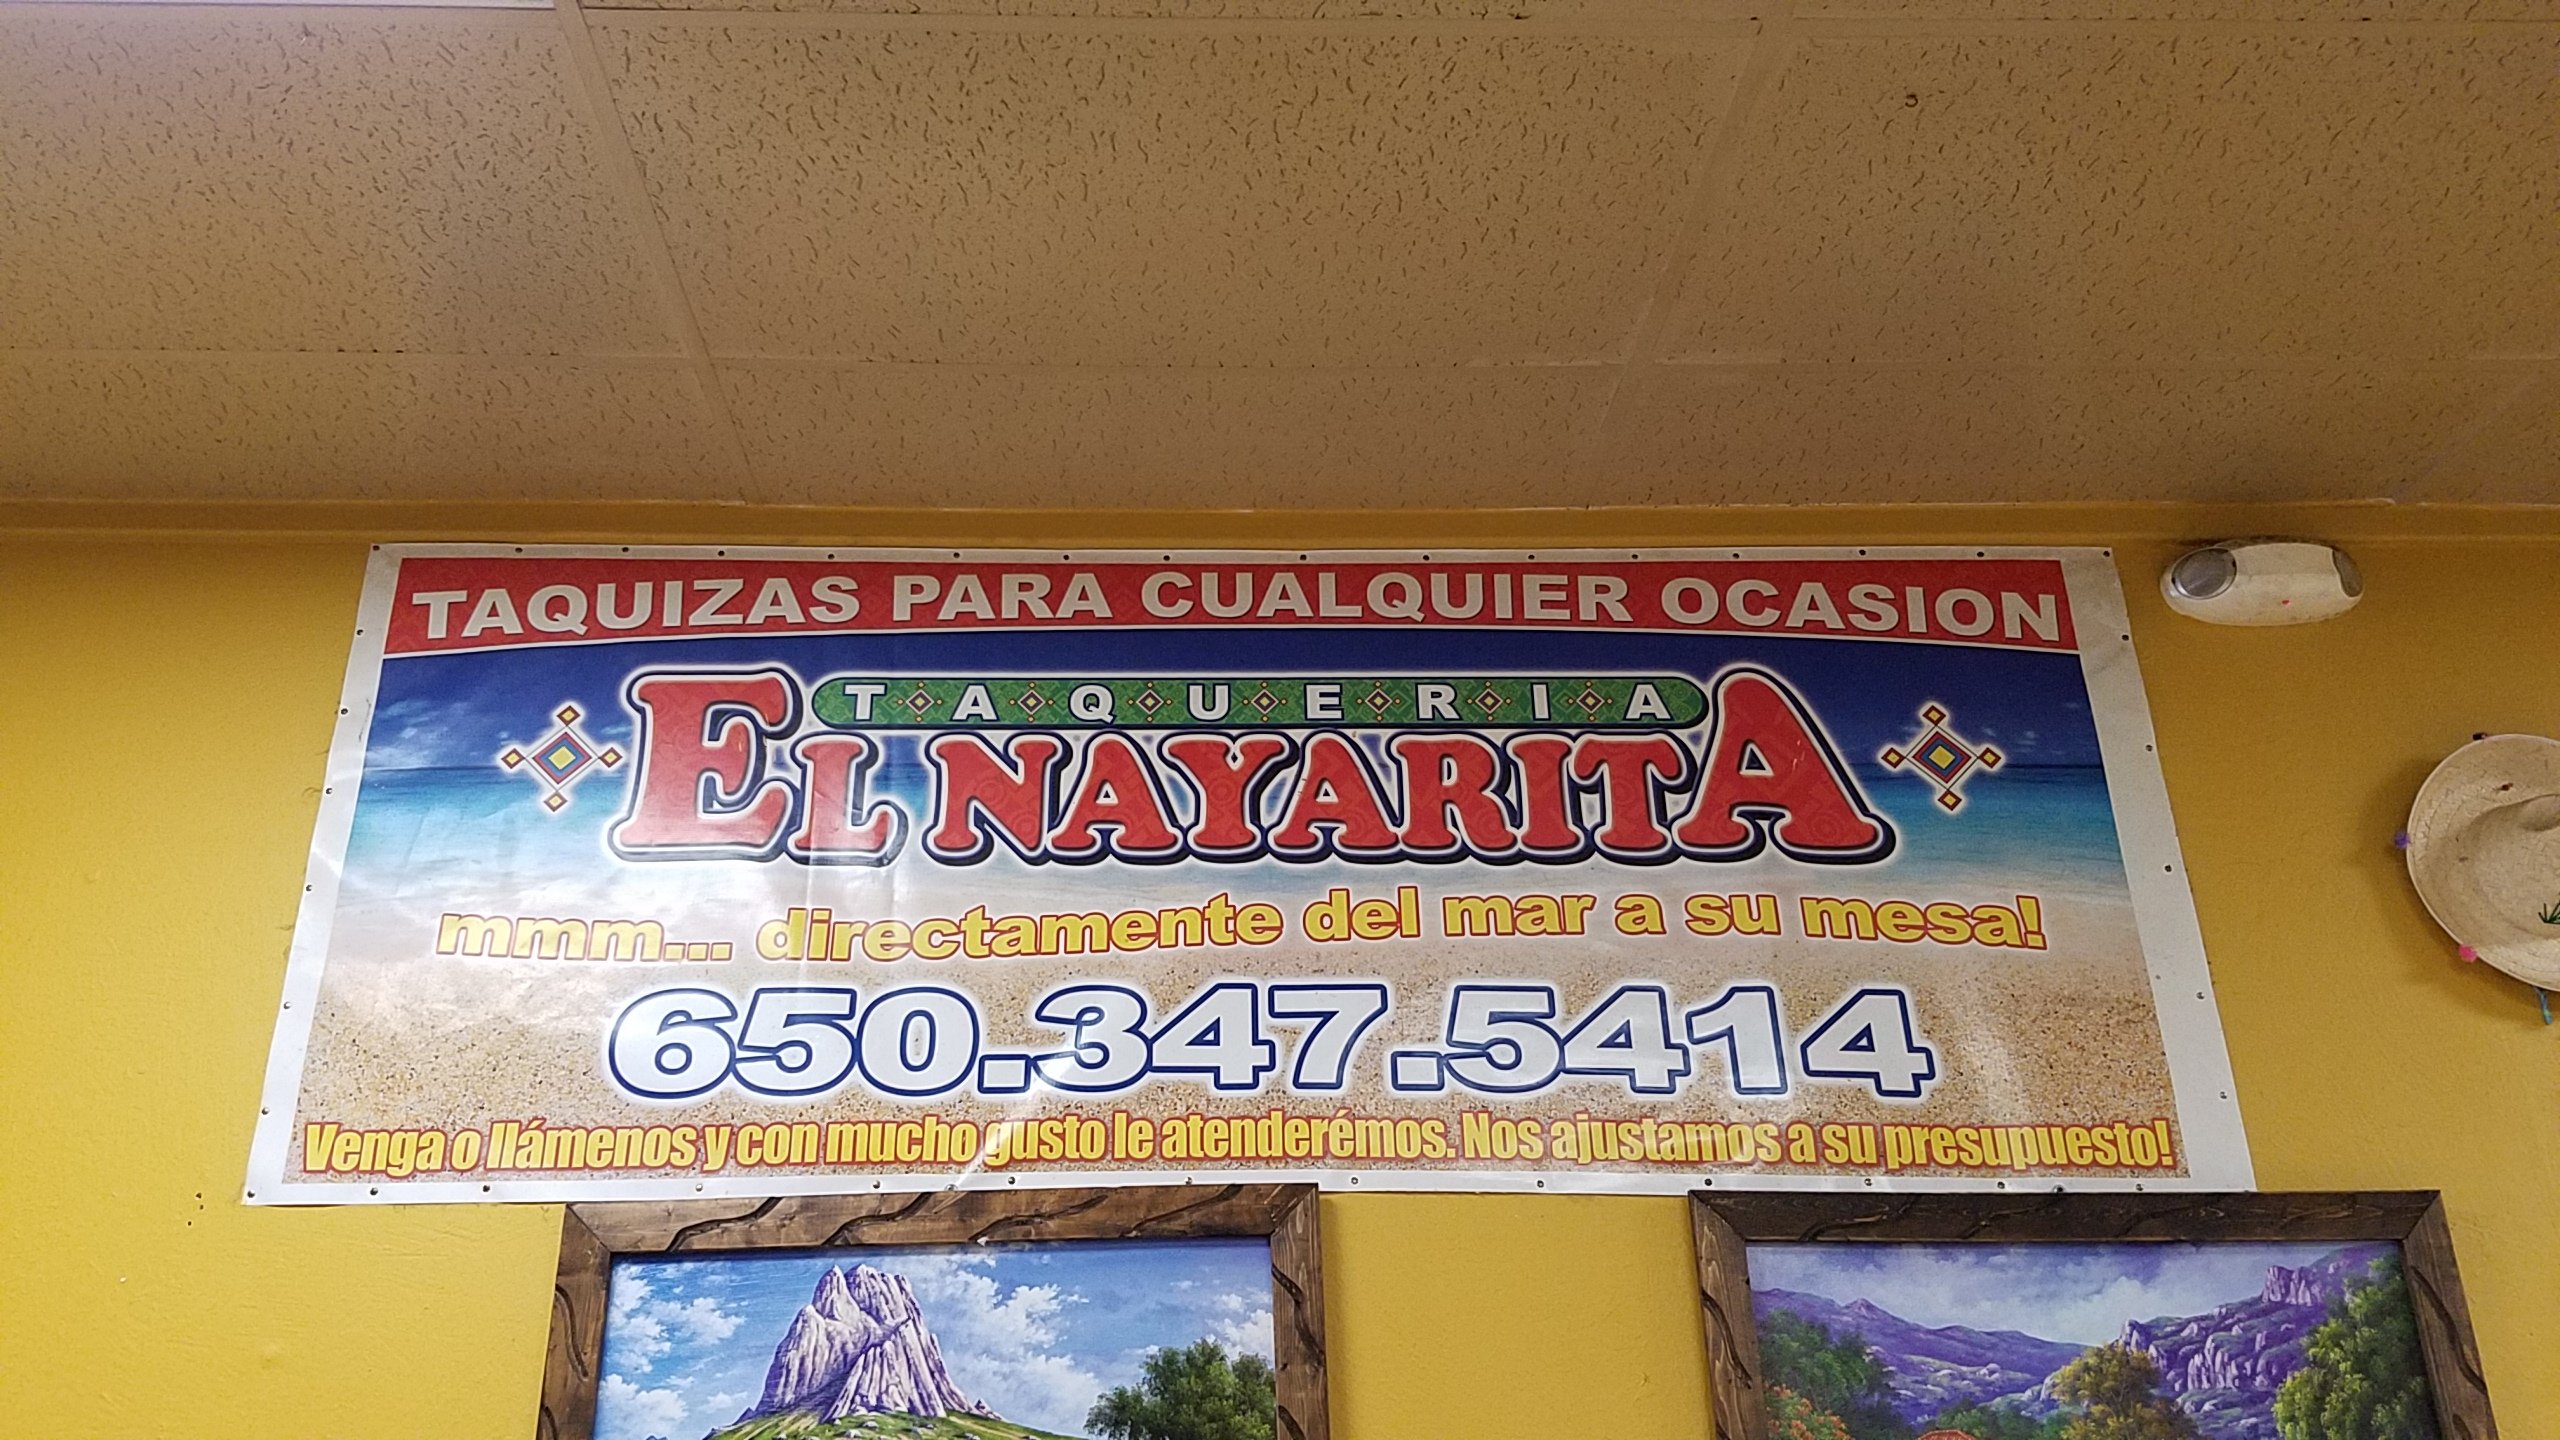 TAQUIZAS PARA CUALQUIER OCASION
TAQUERIA
EL NAYARITA
mmm... directamente del mar a su mesa!
650.347.5414
Venga o llámenos y con mucho gusto le atenderémos. Nos ajustamos a su presupuesto!